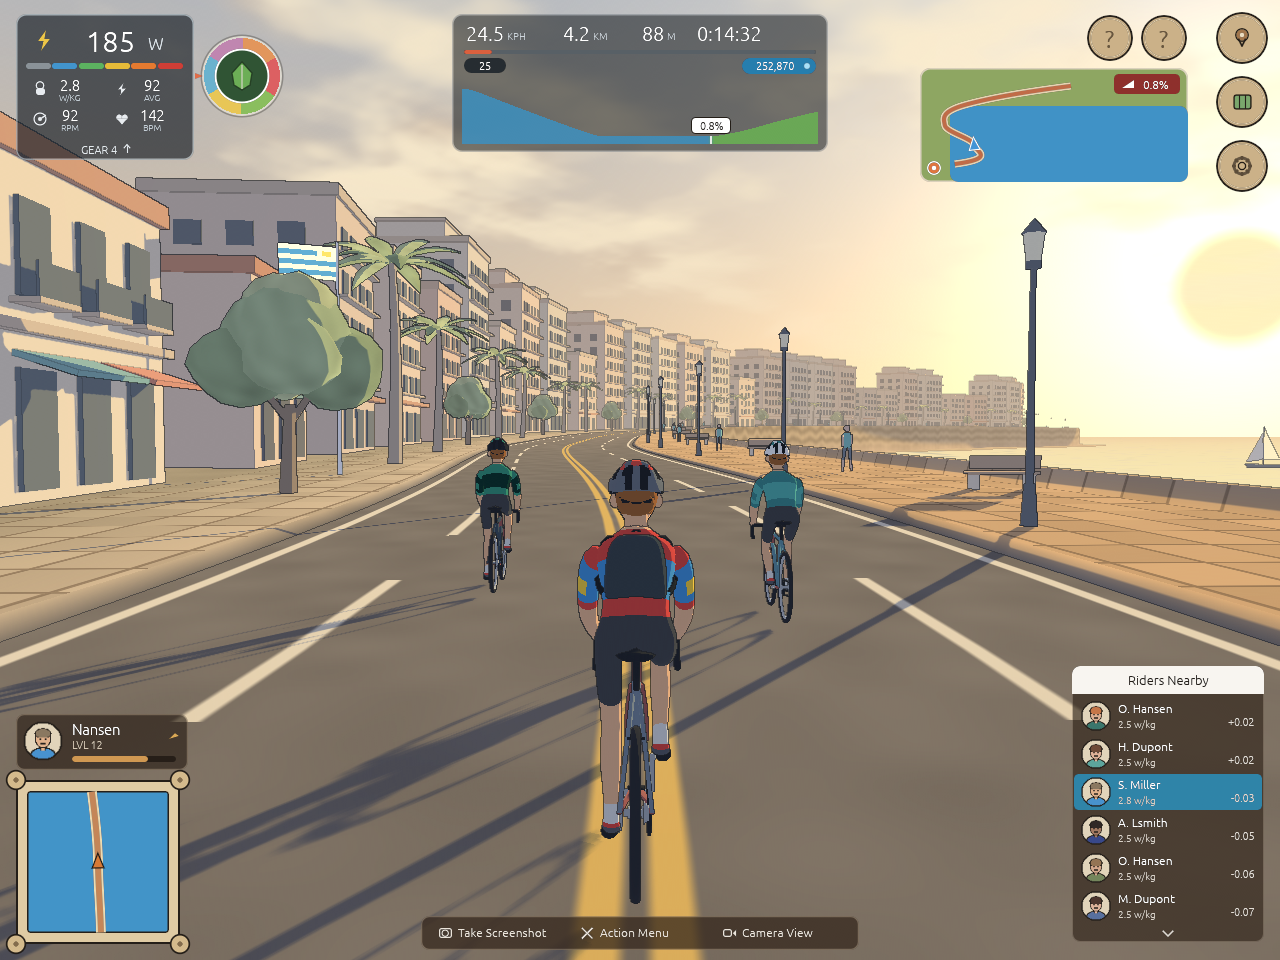 185 W
2.8 W/KG
92 AVG
92 RPM
142 BPM
GEAR 4
24.5 KPH 4.2 KM 88 M 0:14:32
25
252,870
0.8%
?
?
0.8%
Nansen
LVL 12
Riders Nearby
O. Hansen
2.5 w/kg +0.02
H. Dupont
2.5 w/kg +0.02
S. Miller
2.8 w/kg -0.03
A. Lsmith
2.5 w/kg -0.05
O. Hansen
2.5 w/kg -0.06
M. Dupont
2.5 w/kg -0.07
Take Screenshot Action Menu Camera View